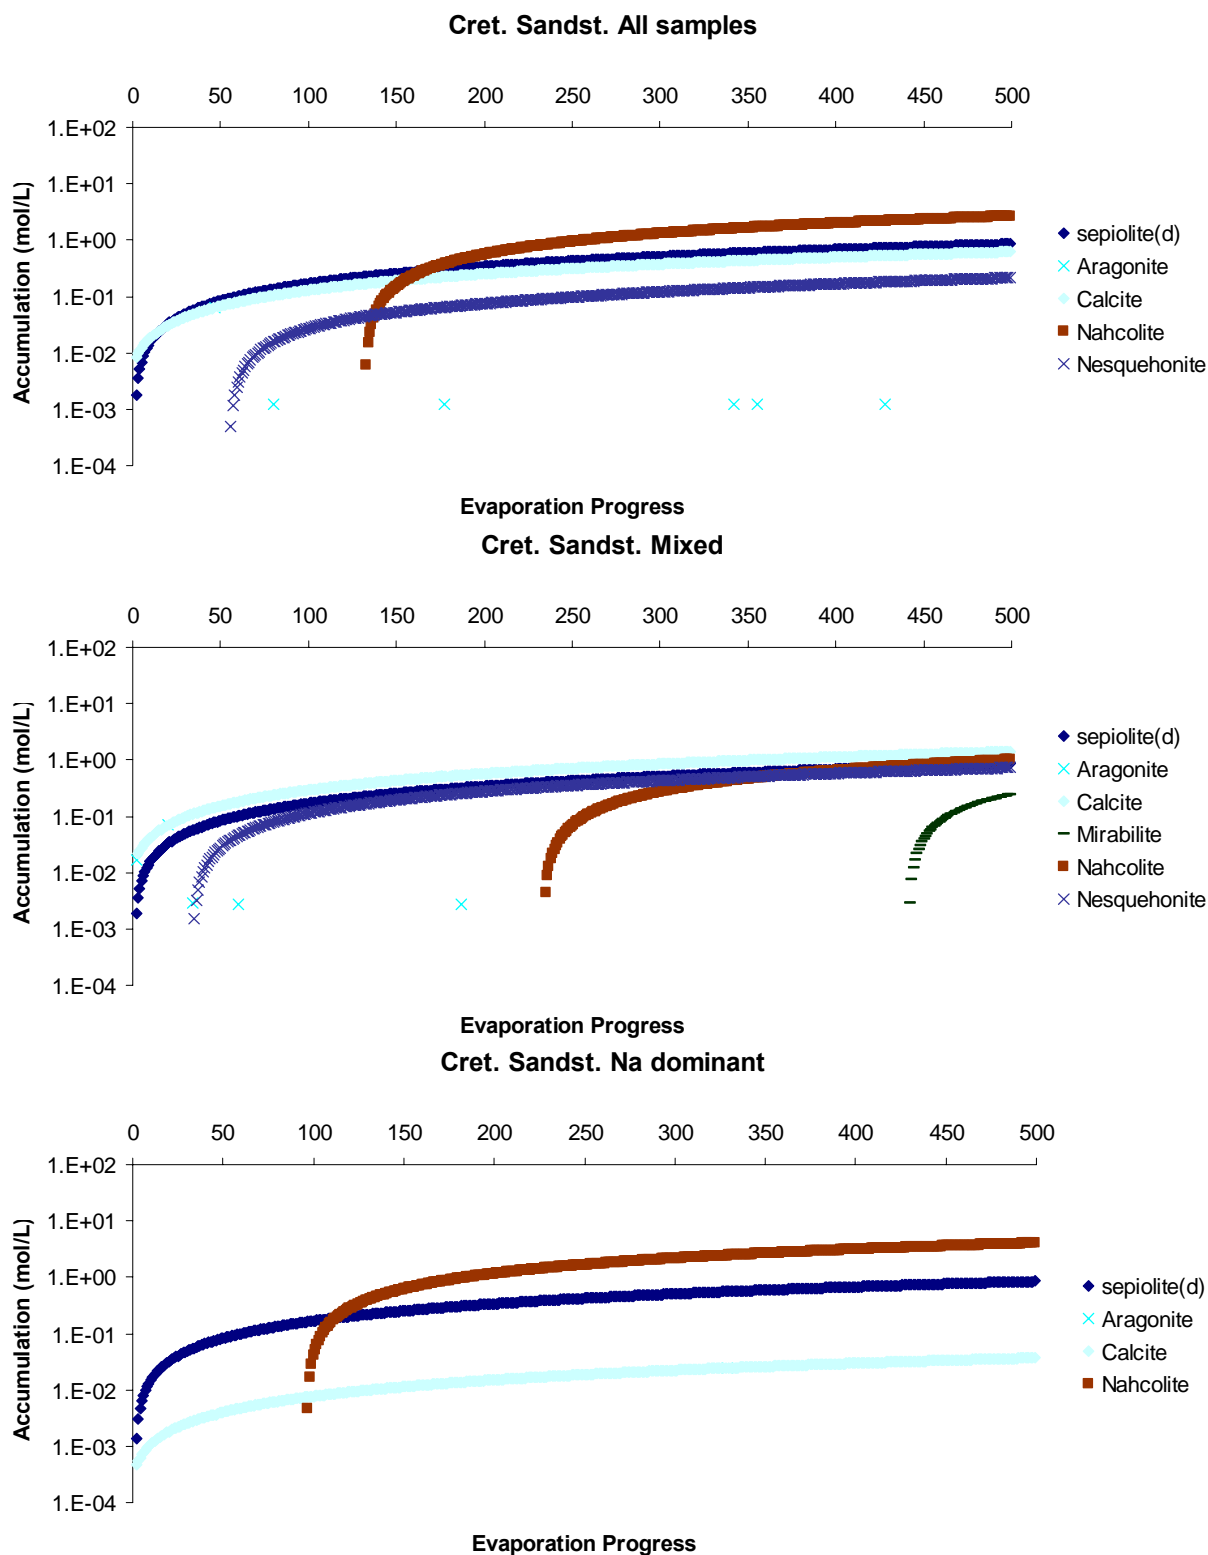 Cret. Sandst. All samples
0 50 100 150 200 250 300 350 400 450 500
1.E+02
1.E+01
1.E+00
1.E-01
1.E-02
1.E-03
1.E-04
Accumulation (mol/L)
sepiolite(d)
Aragonite
Calcite
Nahcolite
Nesquehonite
Evaporation Progress
Cret. Sandst. Mixed
0 50 100 150 200 250 300 350 400 450 500
1.E+02
1.E+01
1.E+00
1.E-01
1.E-02
1.E-03
1.E-04
Accumulation (mol/L)
sepiolite(d)
Aragonite
Calcite
Mirabilite
Nahcolite
Nesquehonite
Evaporation Progress
Cret. Sandst. Na dominant
0 50 100 150 200 250 300 350 400 450 500
1.E+02
1.E+01
1.E+00
1.E-01
1.E-02
1.E-03
1.E-04
Accumulation (mol/L)
sepiolite(d)
Aragonite
Calcite
Nahcolite
Evaporation Progress